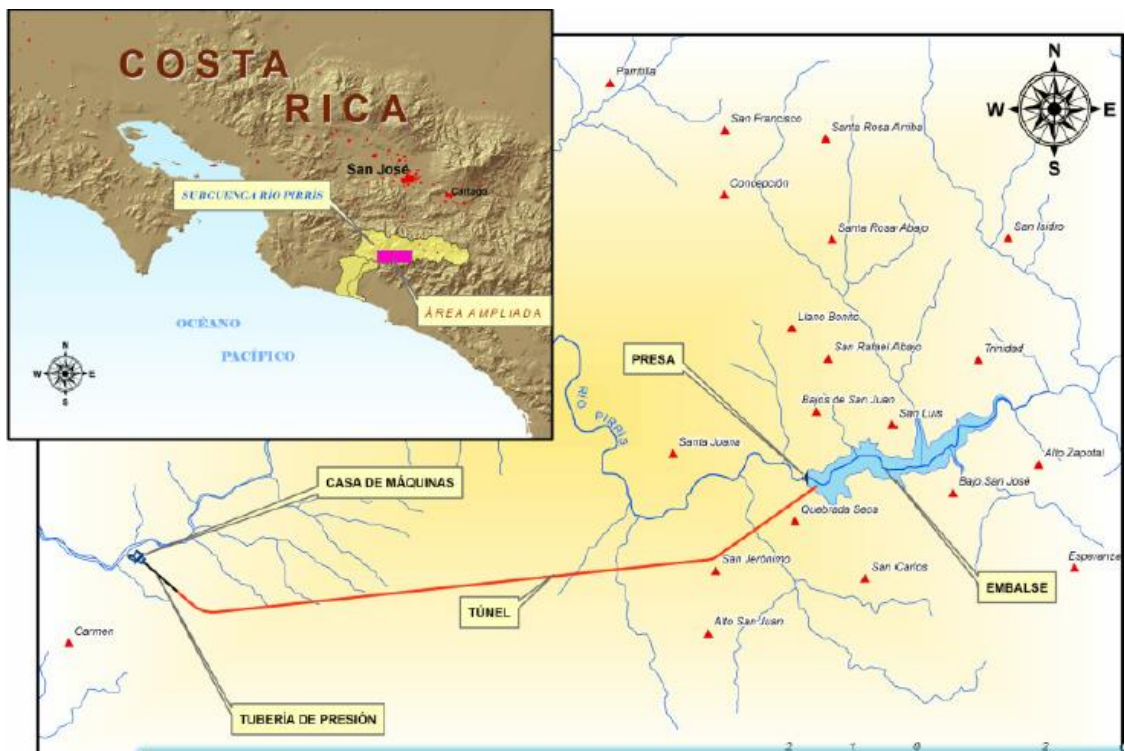 COSTA
RICA
San José
Cartago
SUBCUENCA RÍO PIRRÍS
ÁREA AMPLIADA
OCÉANO
PACÍFICO
N
W E
S
N
W E
S
Parritilla
San Francisco
Santa Rosa Arriba
Concepción
Santa Rosa Abajo
San Isidro
Llano Bonito
San Rafael Abajo
Trinidad
PRESA
RIO PIRRÍS
Bajos de San Juan
San Luis
Santa Juana
Alto Zapotal
Bajo San José
CASA DE MÁQUINAS
Quebrada Seca
San Jerónimo
San Carlos
Esperanza
EMBALSE
TÚNEL
Carmen
Alto San Juan
TUBERÍA DE PRESIÓN